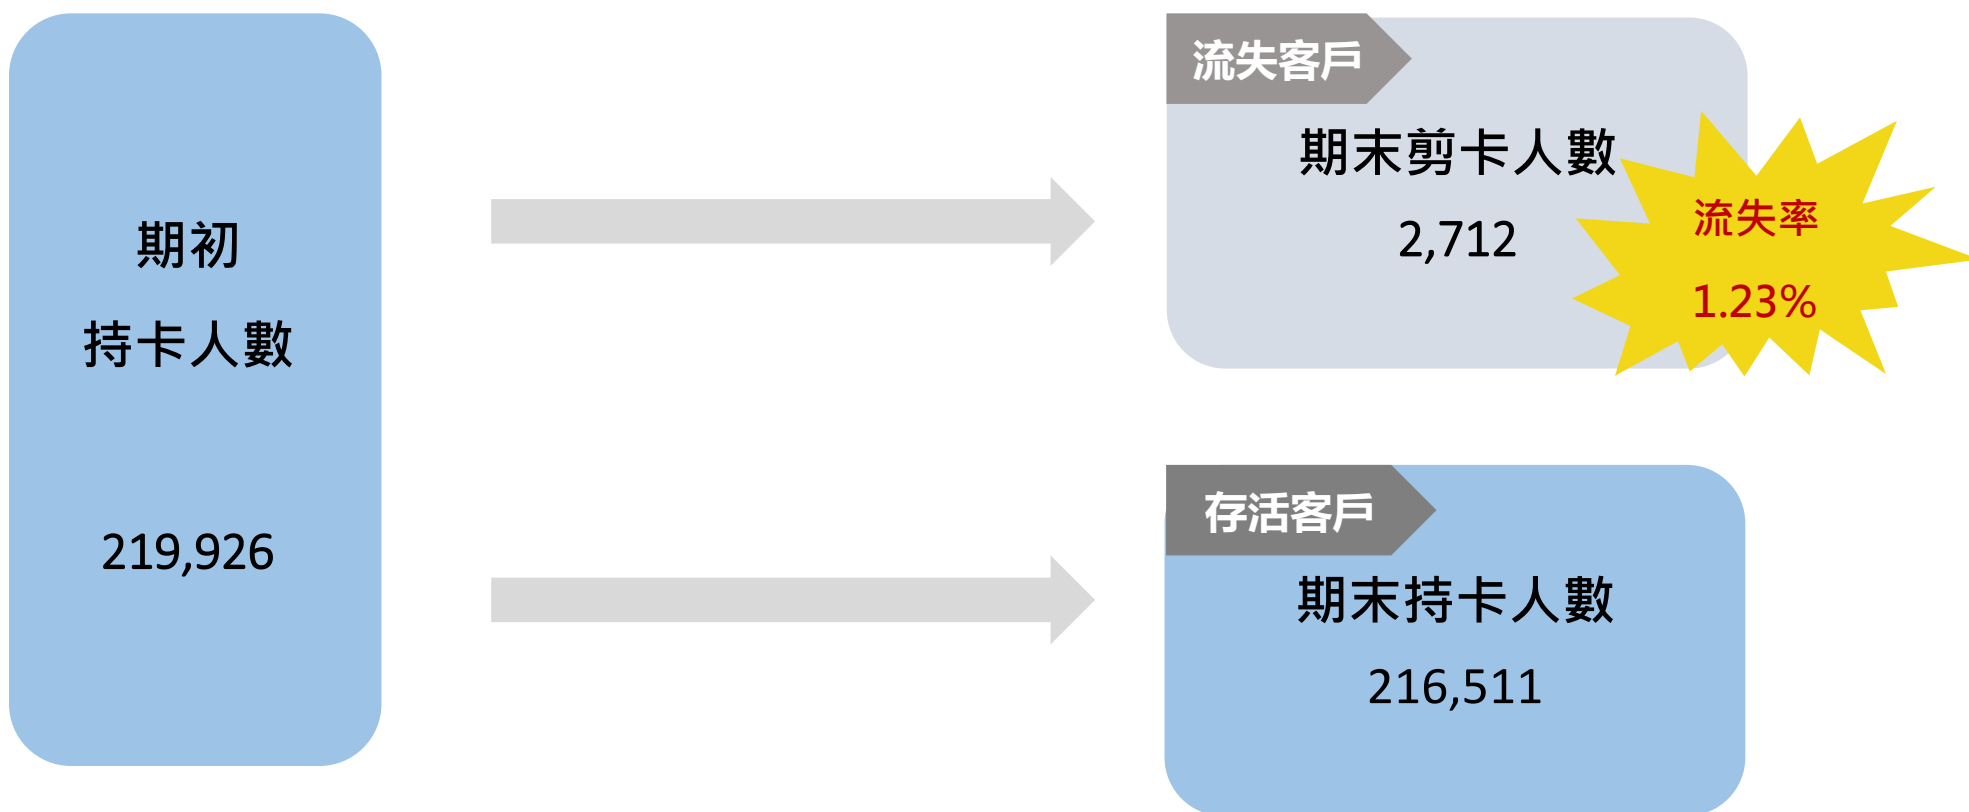 期初
持卡人數
219,926
流失客戶
期末剪卡人數
2,712
流失率
1.23%
存活客戶
期末持卡人數
216,511